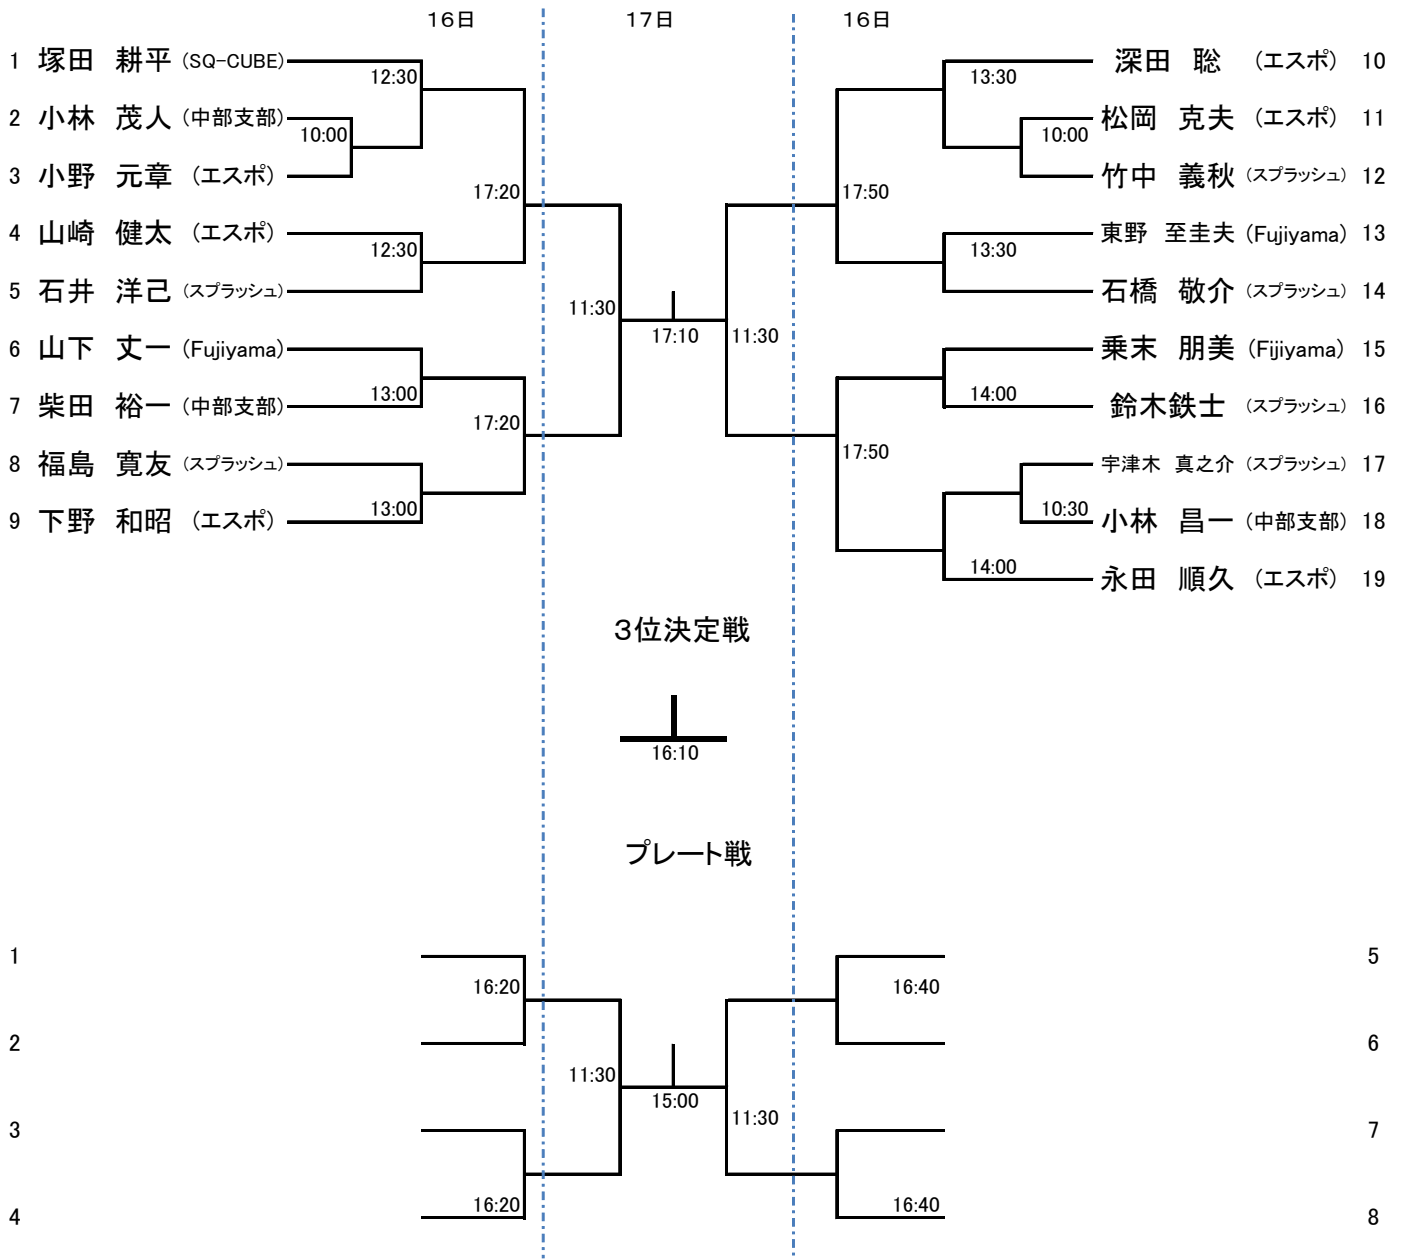 16日 17日 16日
1 塚田 耕平 (SQ-CUBE) 深田 聡 (エスポ) 10
12:30 13:30
2 小林 茂人 (中部支部) 松岡 克夫 (エスポ) 11
10:00 10:00
3 小野 元章 (エスポ) 竹中 義秋 (スプラッシュ) 12
17:20 17:50
4 山崎 健太 (エスポ) 東野 至圭夫 (Fujiyama) 13
12:30 13:30
5 石井 洋己 (スプラッシュ) 石橋 敬介 (スプラッシュ) 14
11:30 17:10 11:30
6 山下 丈一 (Fujiyama) 乗末 朋美 (Fijiyama) 15
13:00 14:00
7 柴田 裕一 (中部支部) 鈴木鉄士 (スプラッシュ) 16
17:20 17:50
8 福島 寛友 (スプラッシュ) 宇津木 真之介 (スプラッシュ) 17
13:00 10:30
9 下野 和昭 (エスポ) 小林 昌一 (中部支部) 18
14:00
永田 順久 (エスポ) 19
3位決定戦
16:10
プレート戦
1 5
16:20 16:40
2 6
11:30 15:00 11:30
3 7
16:20 16:40
4 8